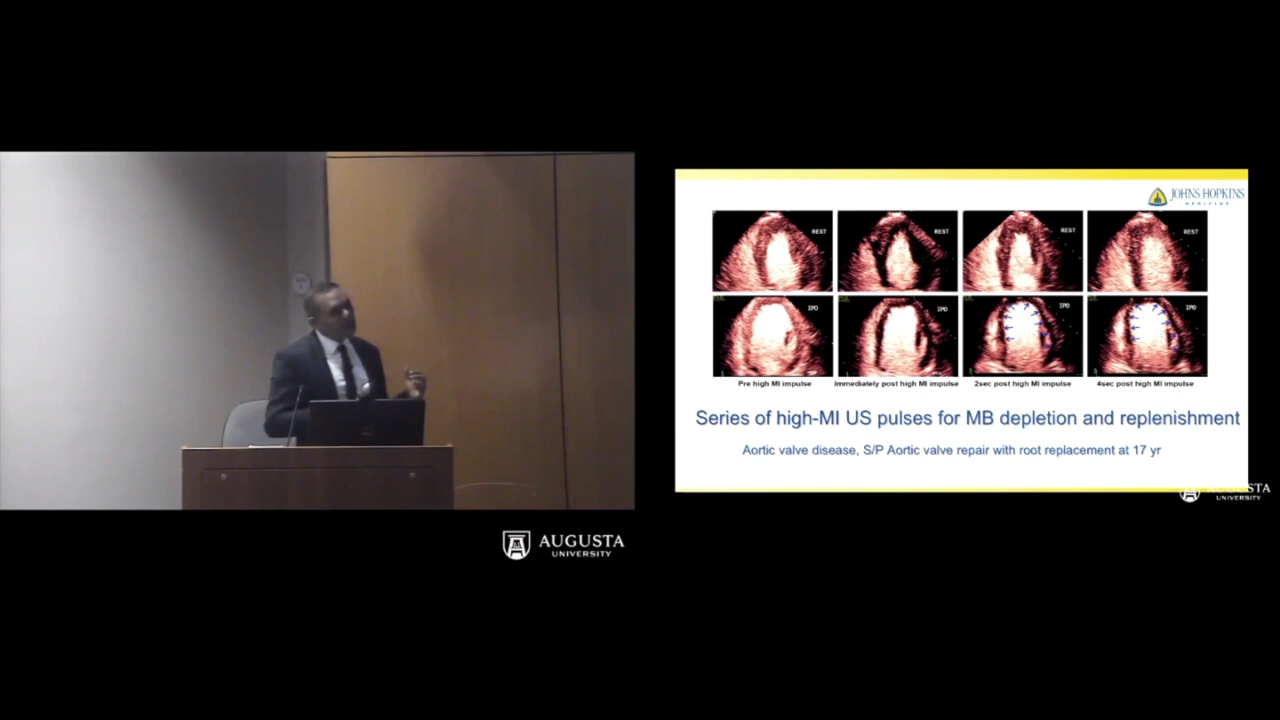 JOHNS HOPKINS
MEDICINE
REST
REST
REST
REST
IPD
IPD
IPD
IPD
Pre high MI impulse
Immediately post high MI impulse
2sec post high MI impulse
4sec post high MI impulse
Series of high-MI US pulses for MB depletion and replenishment
Aortic valve disease, S/P Aortic valve repair with root replacement at 17 yr
UNIVERSITY
AUGUSTA
UNIVERSITY